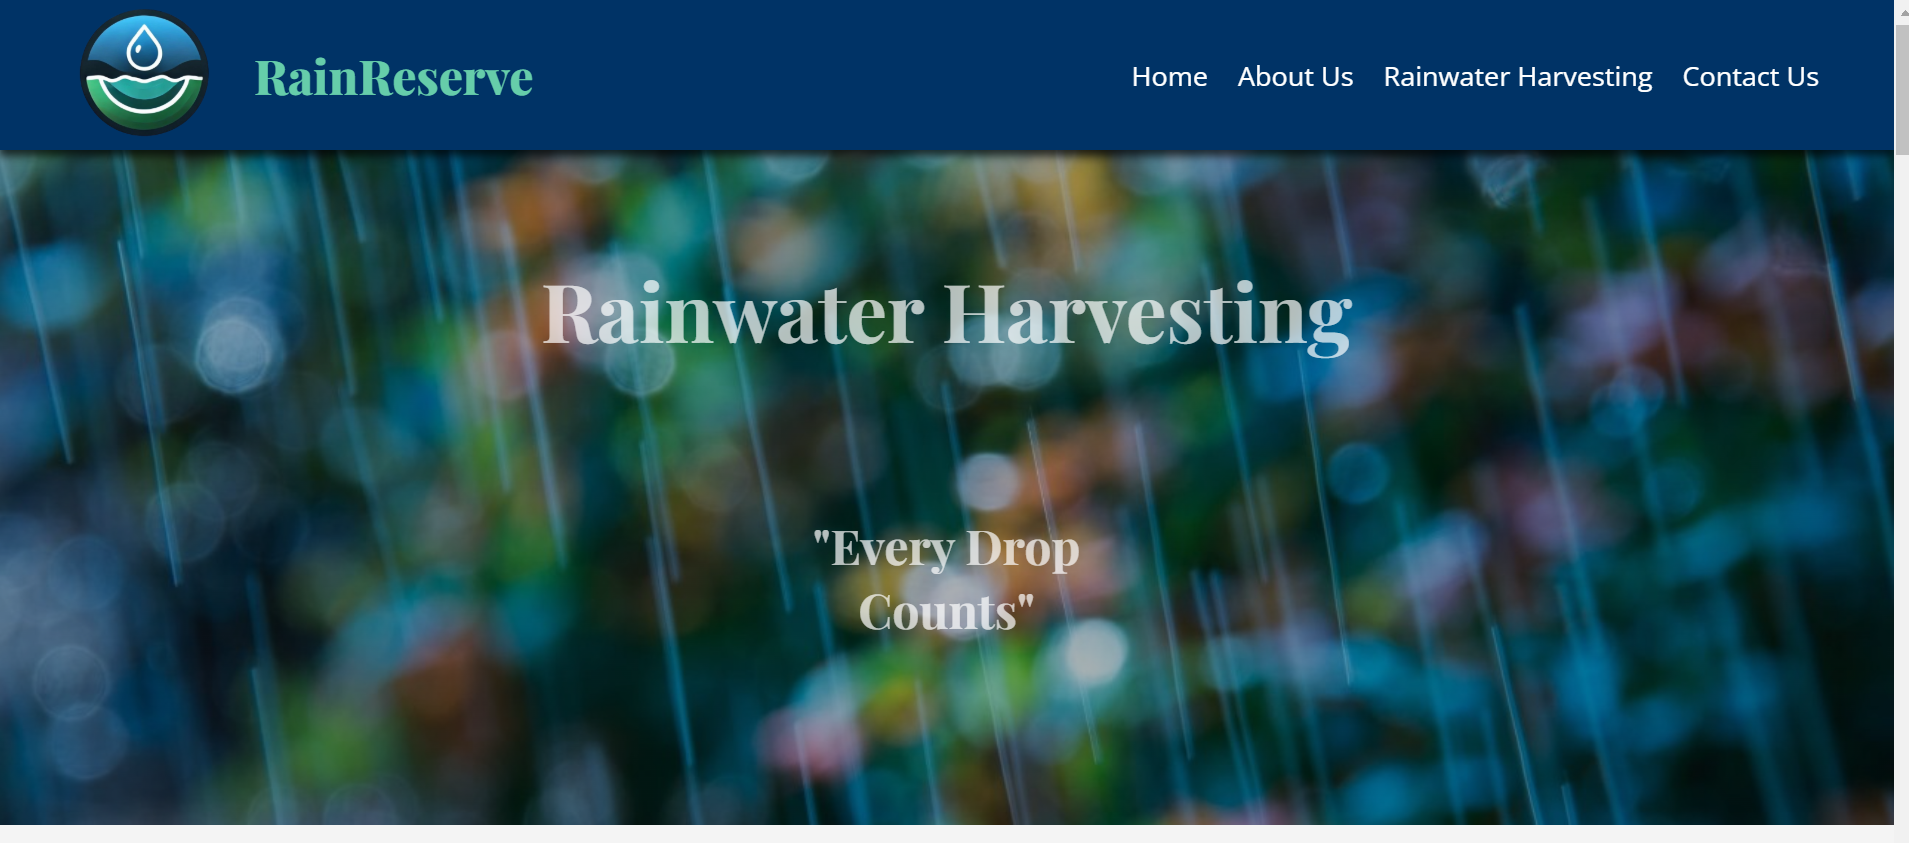 RainReserve
Home About Us Rainwater Harvesting Contact Us
Rainwater Harvesting
"Every Drop
Counts"